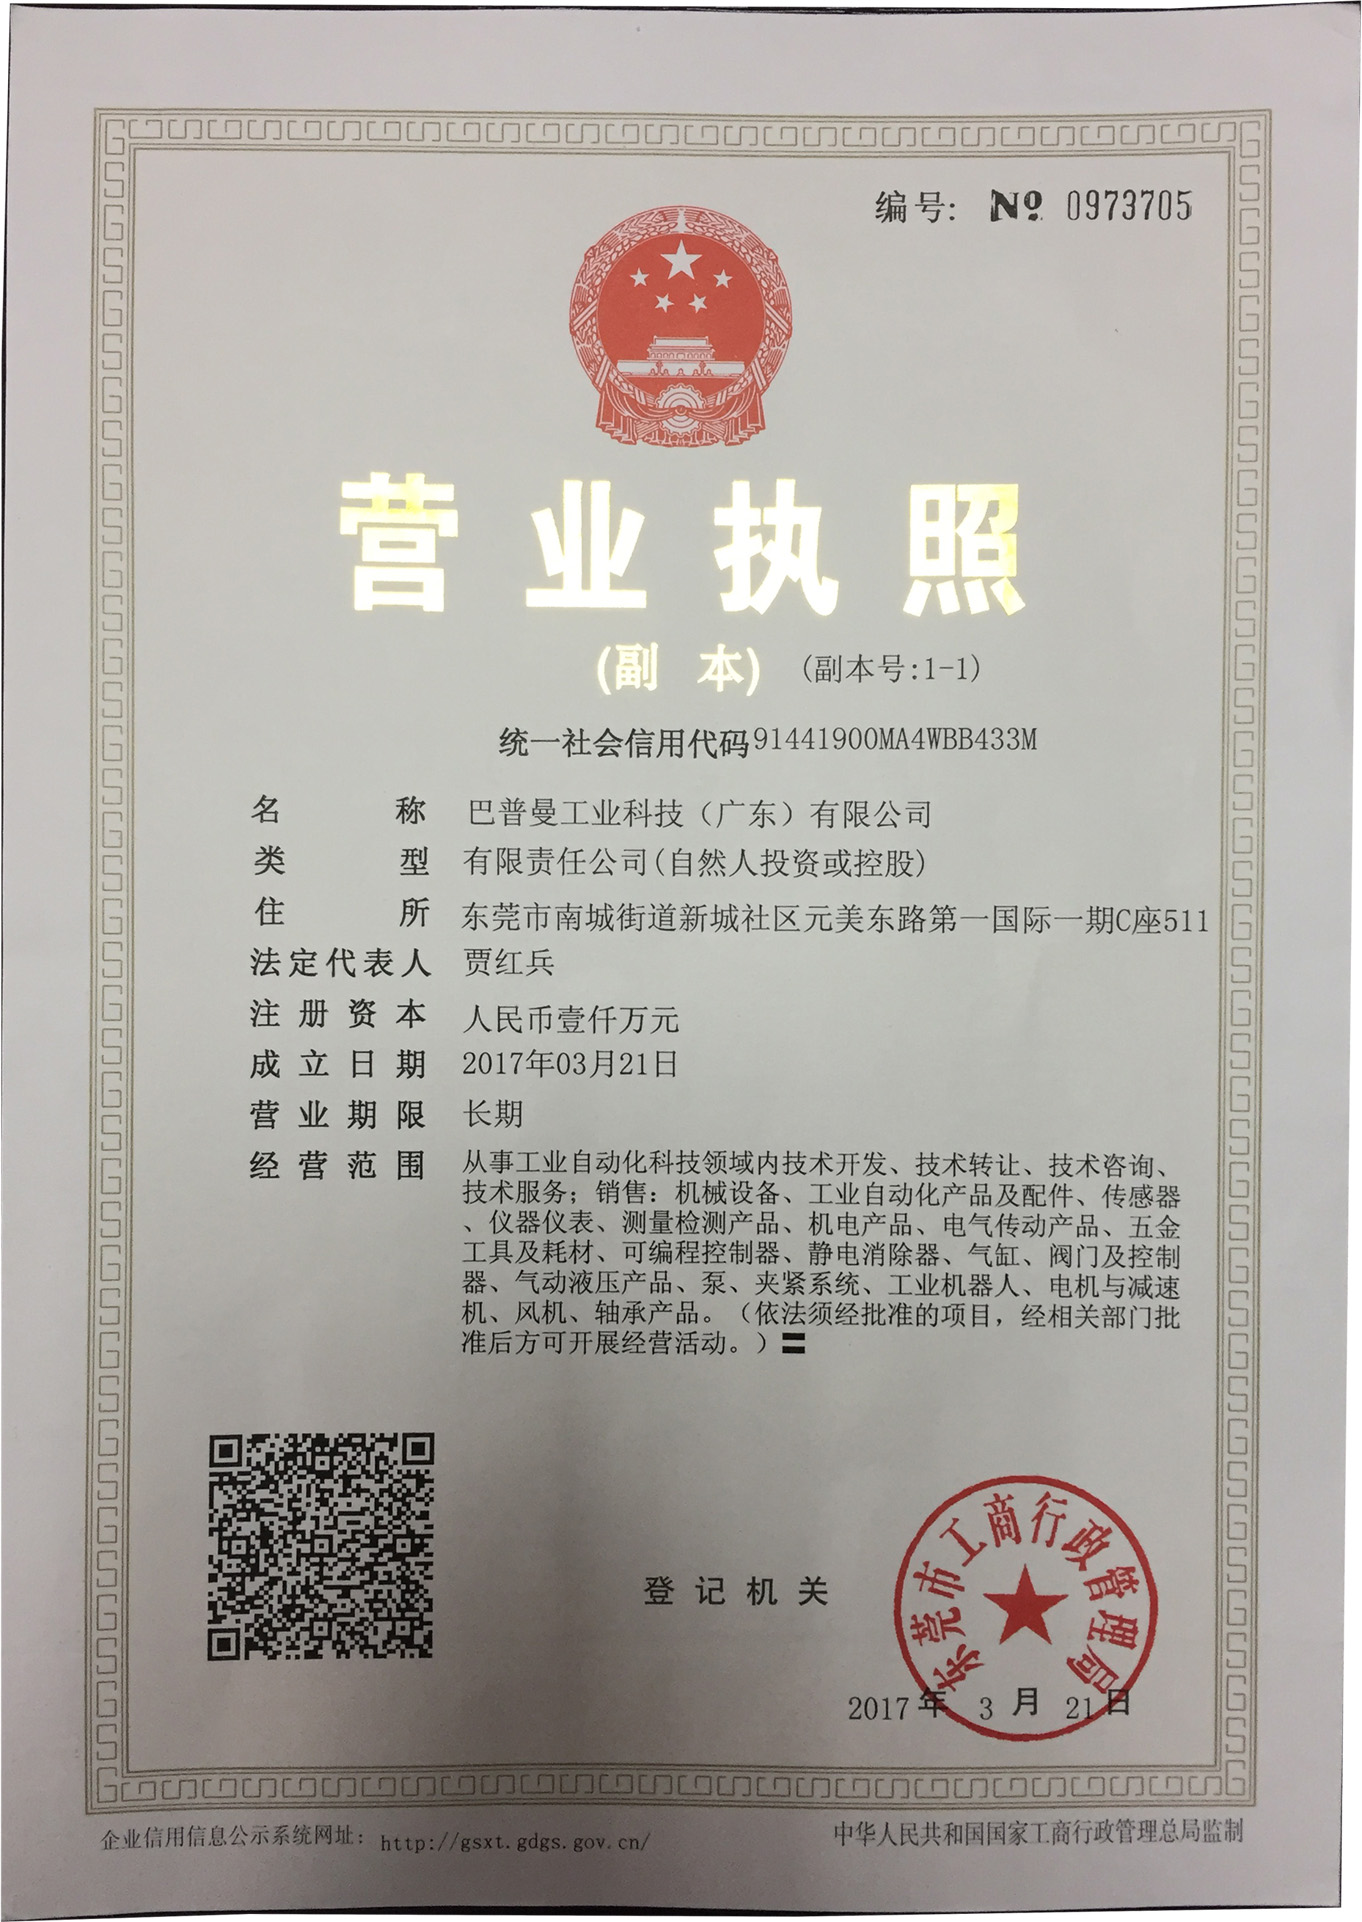 编号: № 0973705
营业执照
(副 本) (副本号:1-1)
统一社会信用代码91441900MA4WBB433M
名称 巴普曼工业科技（广东）有限公司
类型 有限责任公司(自然人投资或控股)
住所 东莞市南城街道新城社区元美东路第一国际一期C座511
法定代表人 贾红兵
注册资本 人民币壹仟万元
成立日期 2017年03月21日
营业期限 长期
经营范围 从事工业自动化科技领域内技术开发、技术转让、技术咨询、
技术服务；销售：机械设备、工业自动化产品及配件、传感器
、仪器仪表、测量检测产品、机电产品、电气传动产品、五金
工具及耗材、可编程控制器、静电消除器、气缸、阀门及控制
器、气动液压产品、泵、夹紧系统、工业机器人、电机与减速
机、风机、轴承产品。（依法须经批准的项目，经相关部门批
准后方可开展经营活动。）
登记机关
东莞市工商行政管理局
2017年 3月 21日
企业信用信息公示系统网址： http://gsxt.gdgs.gov.cn/
中华人民共和国国家工商行政管理总局监制